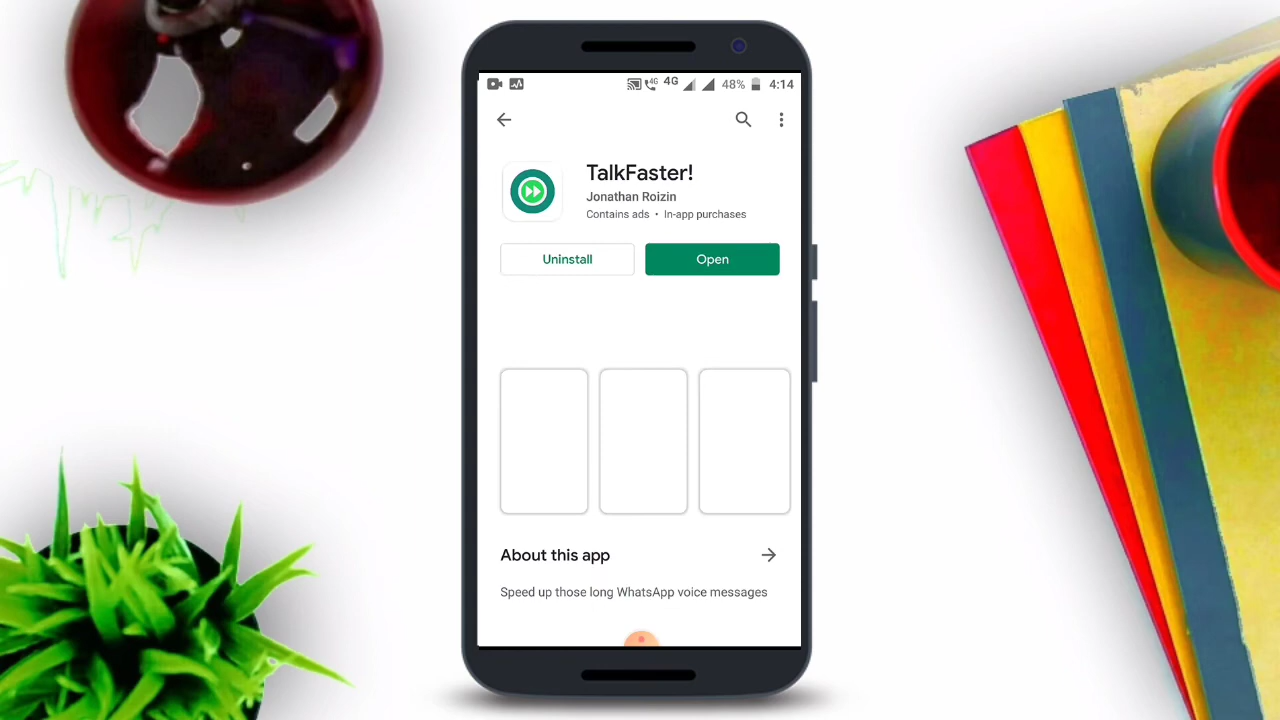 4G 4G 48% 4:14
TalkFaster!
Jonathan Roizin
Contains ads • In-app purchases
Uninstall Open
About this app
Speed up those long WhatsApp voice messages